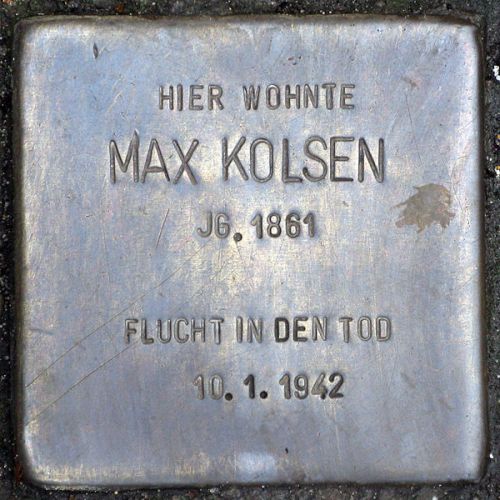 HIER WOHNTE
MAX KOLSEN
JG. 1861
FLUCHT IN DEN TOD
10. 1. 1942